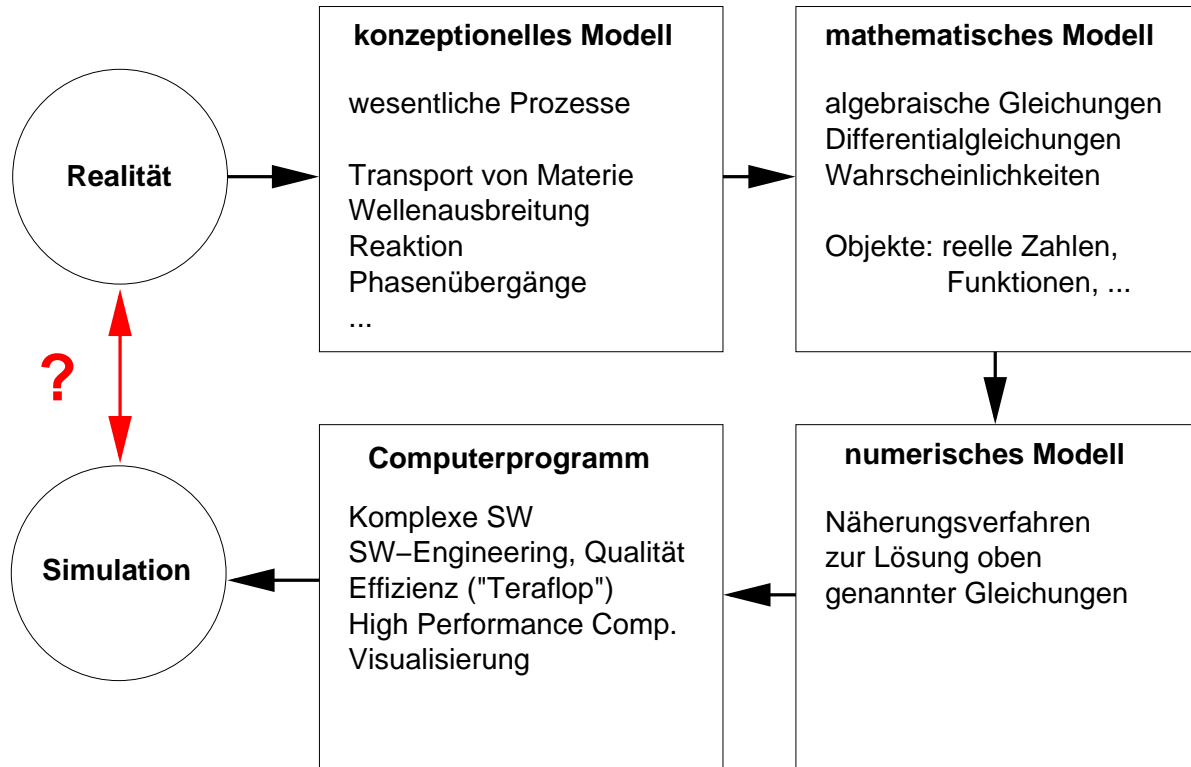 Realität
konzeptionelles Modell
wesentliche Prozesse
Transport von Materie
Wellenausbreitung
Reaktion
Phasenübergänge
...
mathematisches Modell
algebraische Gleichungen
Differentialgleichungen
Wahrscheinlichkeiten
Objekte: reelle Zahlen,
Funktionen, ...
?
Simulation
Computerprogramm
Komplexe SW
SW−Engineering, Qualität
Effizienz ("Teraflop")
High Performance Comp.
Visualisierung
numerisches Modell
Näherungsverfahren
zur Lösung oben
genannter Gleichungen